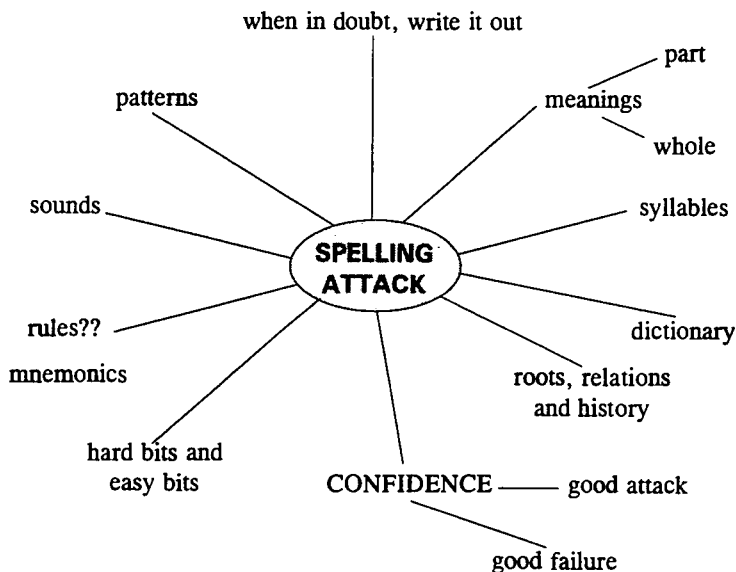 when in doubt, write it out
part
patterns
meanings
whole
sounds
syllables
SPELLING
ATTACK
rules??
dictionary
mnemonics
roots, relations
and history
hard bits and
easy bits
CONFIDENCE
good attack
good failure